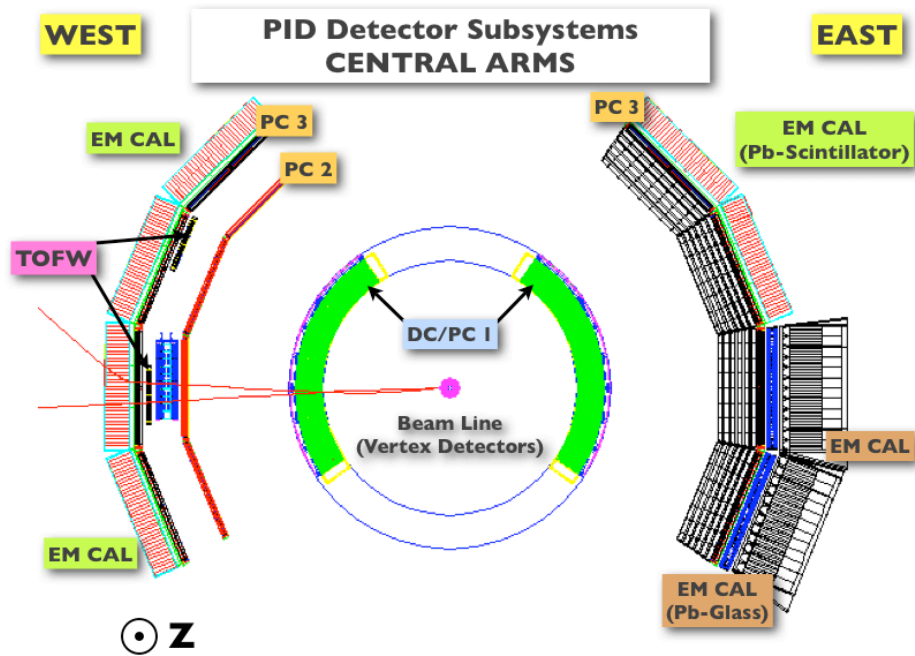 WEST
PID Detector Subsystems
CENTRAL ARMS
EAST
EM CAL
PC 3
PC 2
PC 3
EM CAL
(Pb-Scintillator)
TOFW
DC/PC I
Beam Line
(Vertex Detectors)
EM CAL
EM CAL
EM CAL
(Pb-Glass)
Z